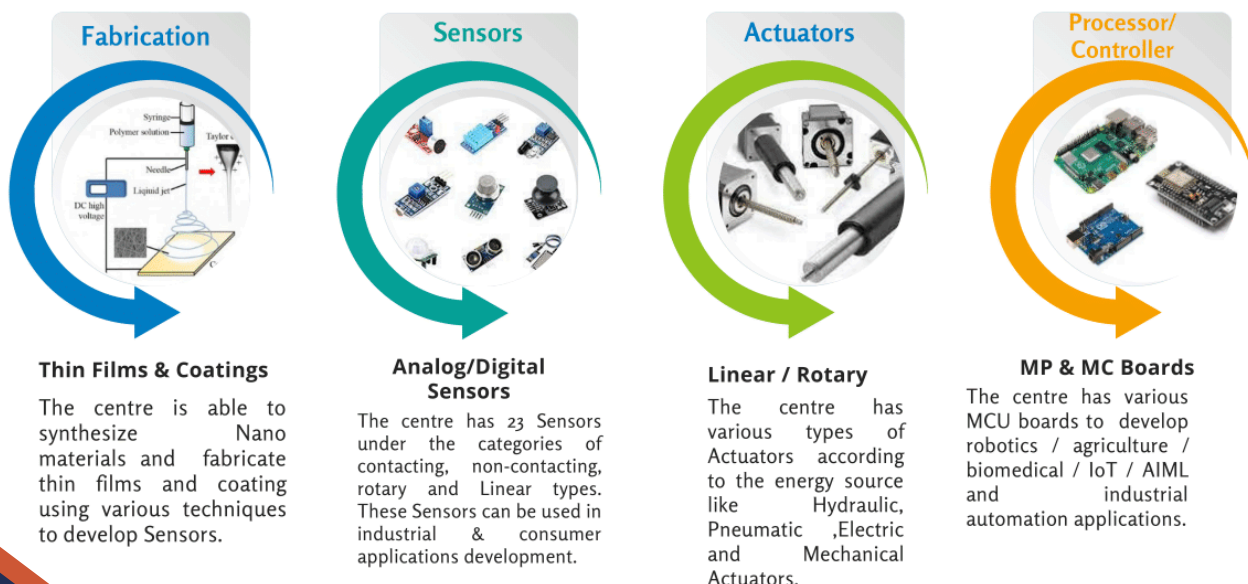 Fabrication
Syringe
Polymer solution
Taylor
Needle
Liqiuid jet
DC high
voltage
Thin Films & Coatings
The centre is able to
synthesize Nano
materials and fabricate
thin films and coating
using various techniques
to develop Sensors.
Sensors
Analog/Digital
Sensors
The centre has 23 Sensors
under the categories of
contacting, non-contacting,
rotary and Linear types.
These Sensors can be used in
industrial & consumer
applications development.
Actuators
Linear / Rotary
The centre has
various types of
Actuators according
to the energy source
like Hydraulic,
Pneumatic ,Electric
and Mechanical
Actuators.
Processor/
Controller
MP & MC Boards
The centre has various
MCU boards to develop
robotics / agriculture /
biomedical / IoT / AIML
and industrial
automation applications.